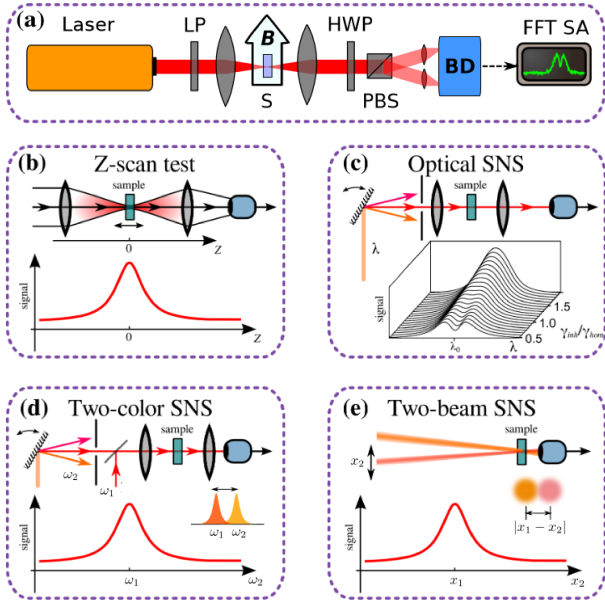 (a)
Laser
LP
B
S
HWP
PBS
BD
FFT SA
(b)
Z-scan test
sample
0
Z
signal
0
Z
(c)
Optical SNS
sample
λ
signal
λ₀
λ
0.5
1.0
1.5
γ_inh/γ_hom
(d)
Two-color SNS
sample
ω₂
ω₁
ω₁ ω₂
signal
ω₁
ω₂
(e)
Two-beam SNS
sample
x₂
|x₁ − x₂|
signal
x₁
x₂